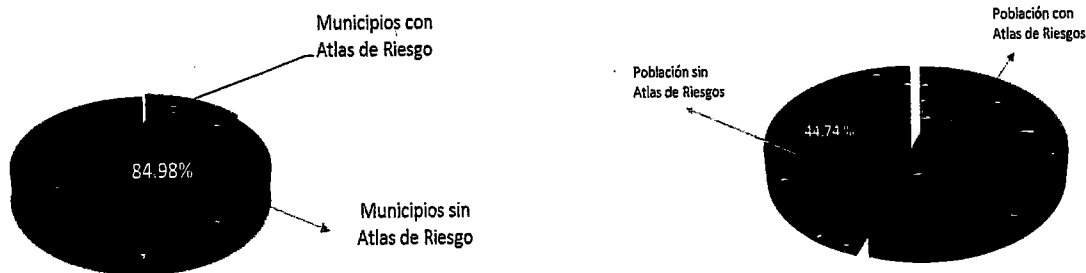 Municipios con
Atlas de Riesgo
84.98%
Municipios sin
Atlas de Riesgo
Población con
Atlas de Riesgos
Población sin
Atlas de Riesgos
44.74%